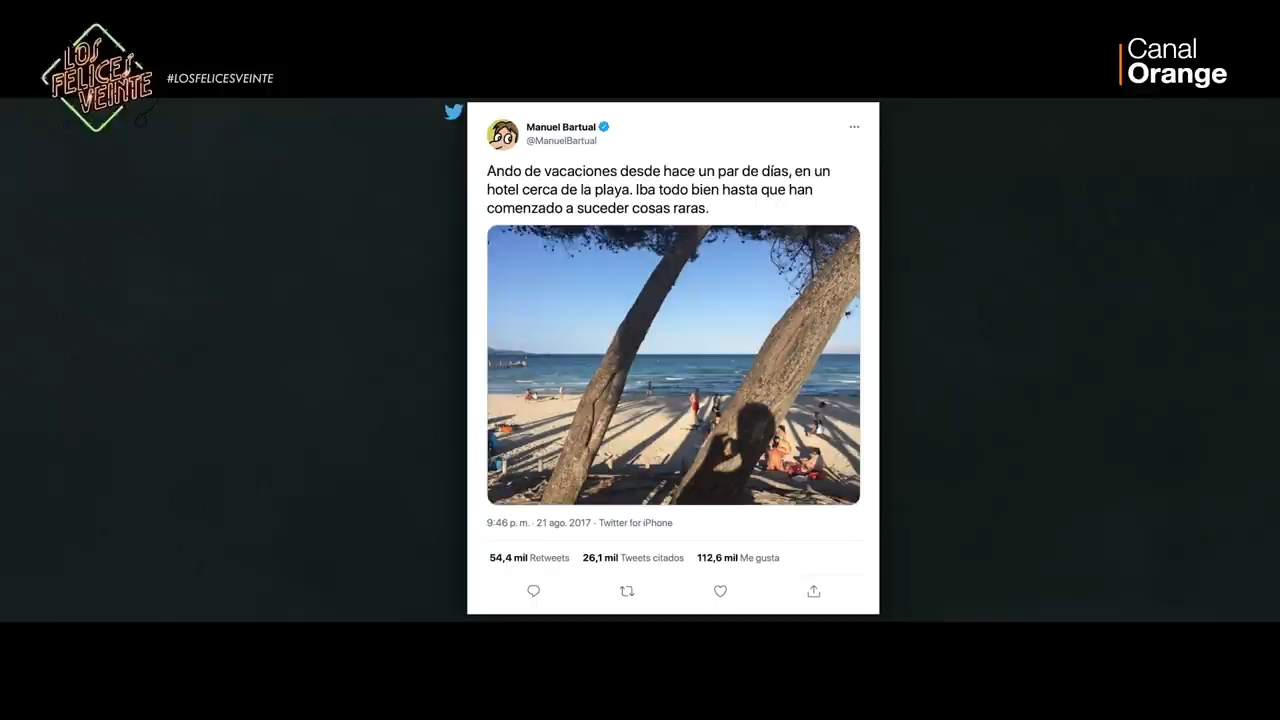 LOS
FELICES
VEINTE
#LOSFELICESVEINTE
Canal
Orange
Manuel Bartual
@ManuelBartual
Ando de vacaciones desde hace un par de días, en un
hotel cerca de la playa. Iba todo bien hasta que han
comenzado a suceder cosas raras.
9:46 p. m. · 21 ago. 2017 · Twitter for iPhone
54,4 mil Retweets 26,1 mil Tweets citados 112,6 mil Me gusta